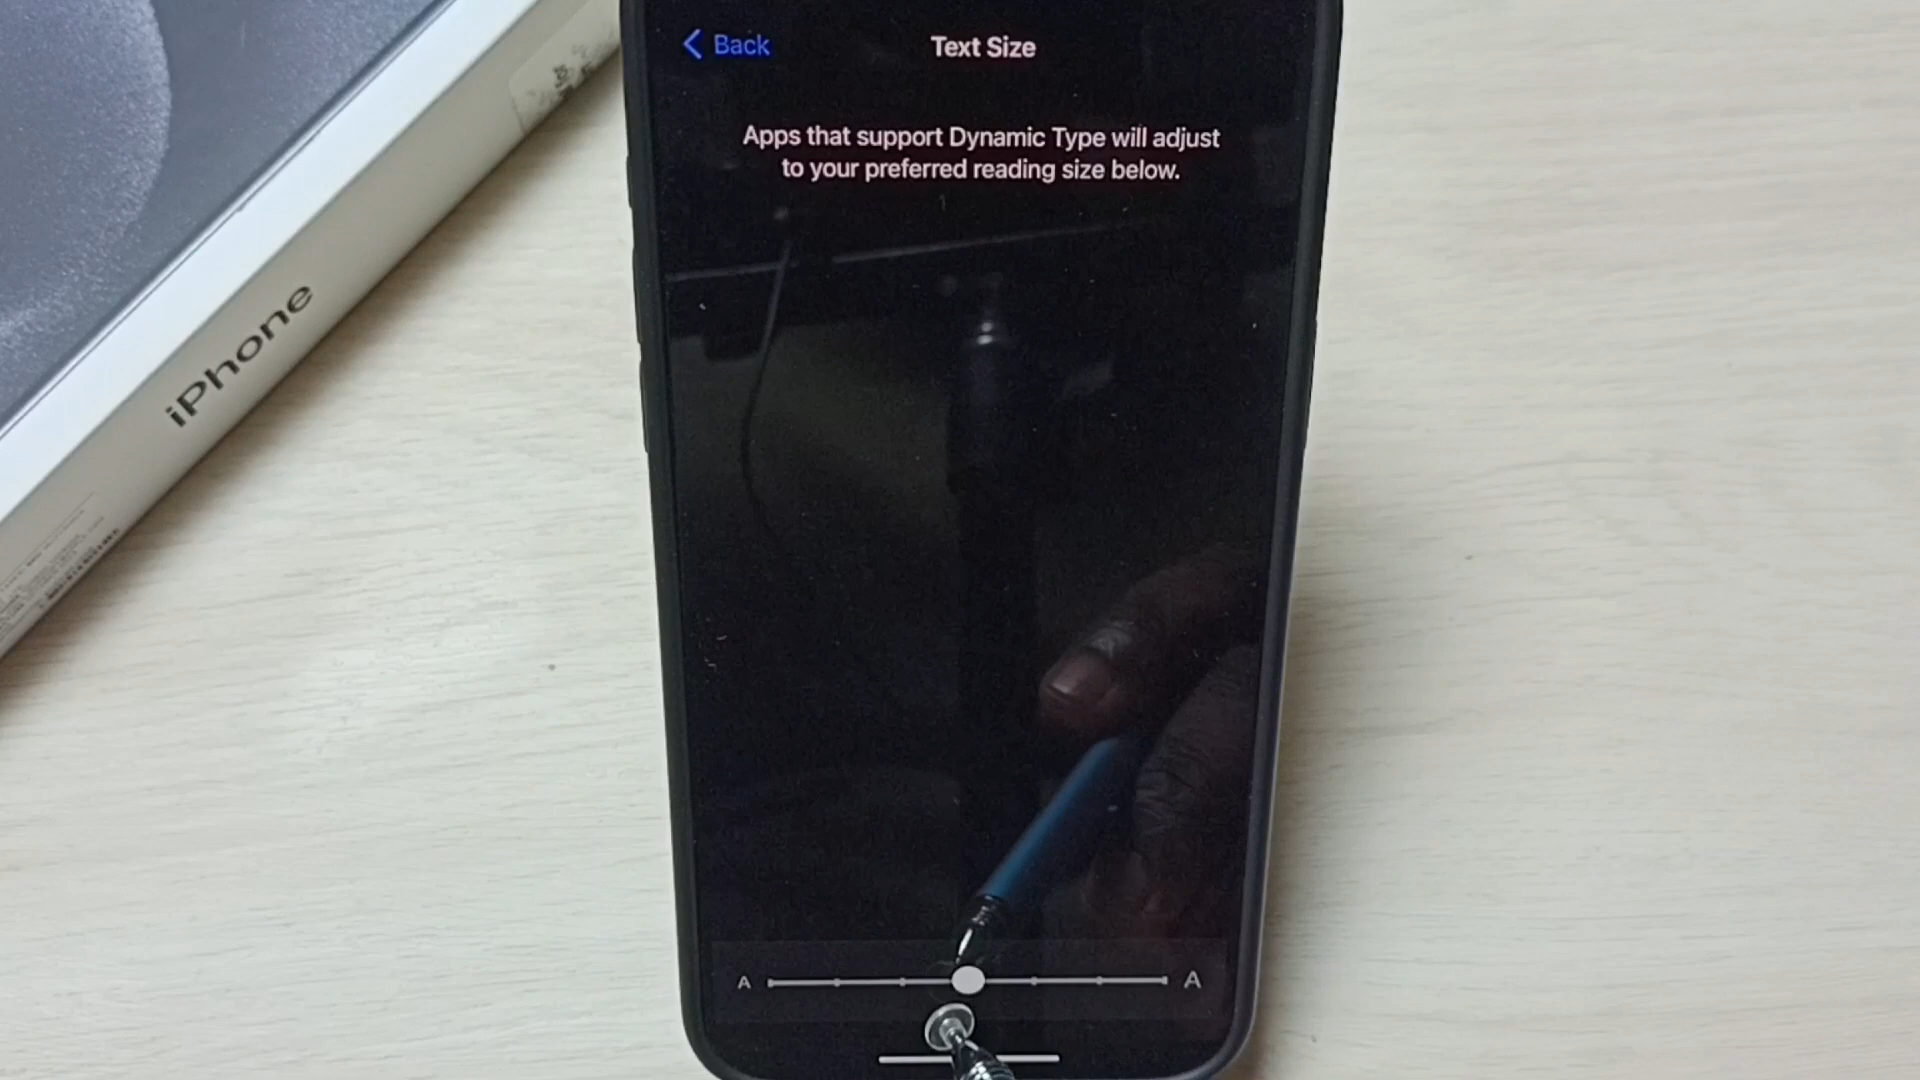 Back
Text Size
Apps that support Dynamic Type will adjust
to your preferred reading size below.
iPhone
A
A